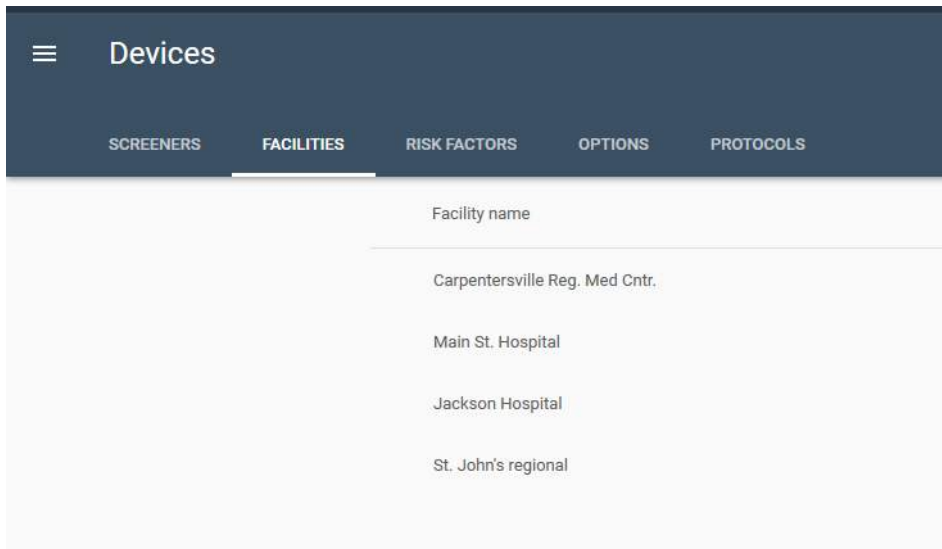 Devices
SCREENERS FACILITIES RISK FACTORS OPTIONS PROTOCOLS
Facility name
Carpentersville Reg. Med Cntr.
Main St. Hospital
Jackson Hospital
St. John's regional